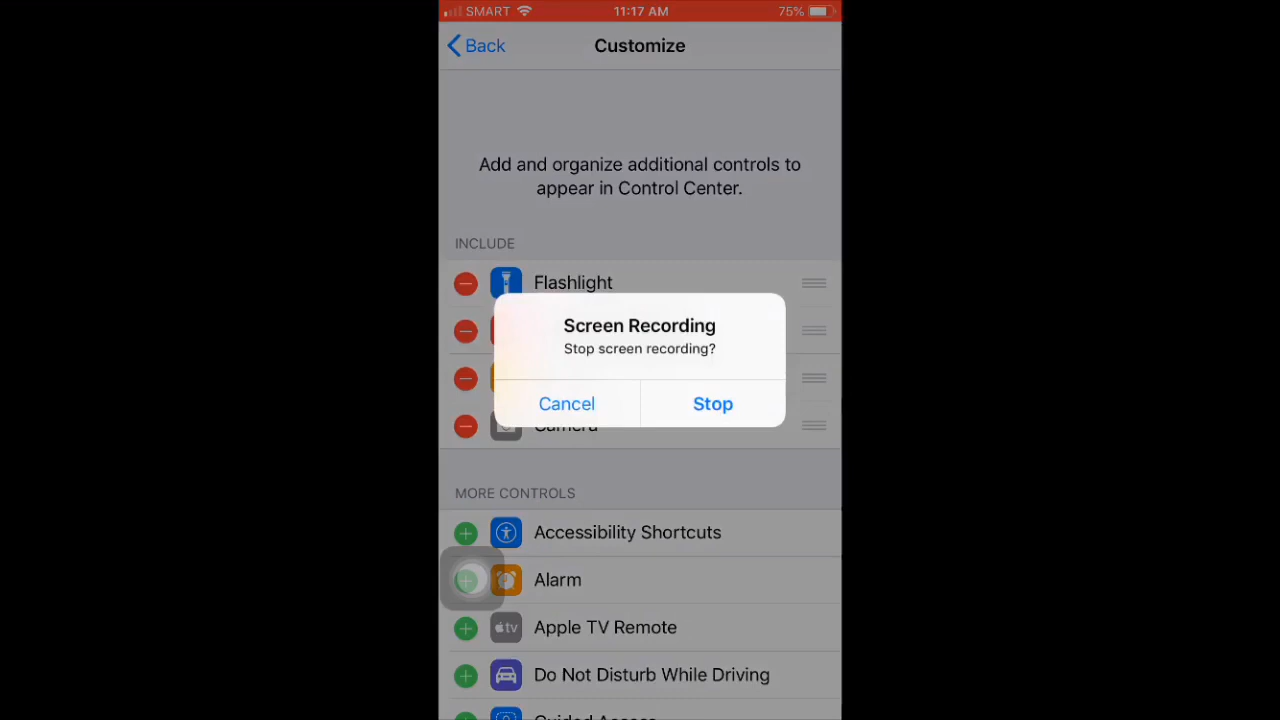 SMART 11:17 AM 75%
Back Customize
Add and organize additional controls to
appear in Control Center.
INCLUDE
Flashlight
Screen Recording
Stop screen recording?
Cancel Stop
Camera
MORE CONTROLS
Accessibility Shortcuts
Alarm
tv Apple TV Remote
Do Not Disturb While Driving
Guided Access